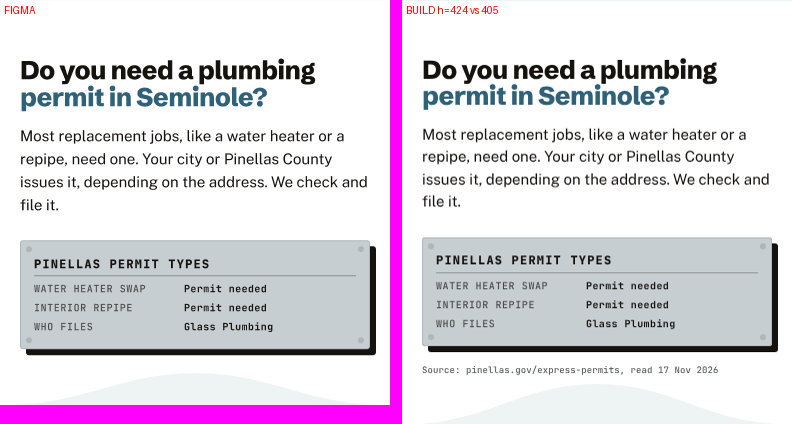 FIGMA
Do you need a plumbing
permit in Seminole?
Most replacement jobs, like a water heater or a
repipe, need one. Your city or Pinellas County
issues it, depending on the address. We check and
file it.
PINELLAS PERMIT TYPES
WATER HEATER SWAP Permit needed
INTERIOR REPIPE Permit needed
WHO FILES Glass Plumbing
BUILD h=424 vs 405
Do you need a plumbing
permit in Seminole?
Most replacement jobs, like a water heater or a
repipe, need one. Your city or Pinellas County
issues it, depending on the address. We check and
file it.
PINELLAS PERMIT TYPES
WATER HEATER SWAP Permit needed
INTERIOR REPIPE Permit needed
WHO FILES Glass Plumbing
Source: pinellas.gov/express-permits, read 17 Nov 2026